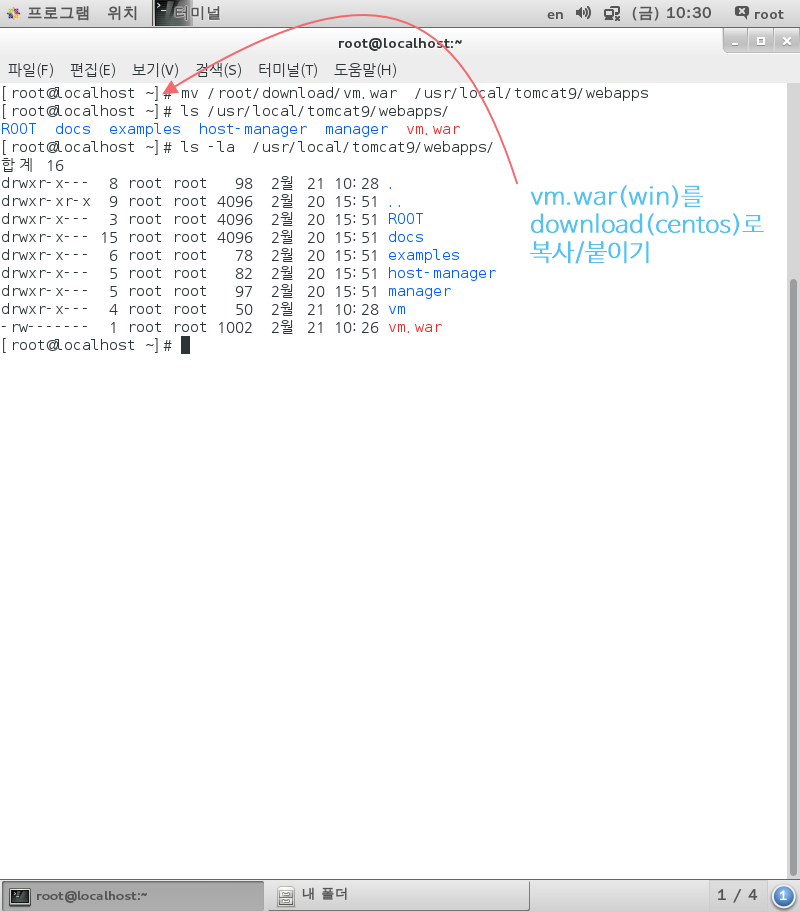 프로그램 위치 터미널 en (금) 10:30 root
root@localhost:~
파일(F) 편집(E) 보기(V) 검색(S) 터미널(T) 도움말(H)
[root@localhost ~]# mv /root/download/vm.war /usr/local/tomcat9/webapps
[root@localhost ~]# ls /usr/local/tomcat9/webapps/
ROOT docs examples host-manager manager vm.war
[root@localhost ~]# ls -la /usr/local/tomcat9/webapps/
합계 16
drwxr-x--- 8 root root 98 2월 21 10:28 .
drwxr-xr-x 9 root root 4096 2월 20 15:51 ..
drwxr-x--- 3 root root 4096 2월 20 15:51 ROOT
drwxr-x--- 15 root root 4096 2월 20 15:51 docs
drwxr-x--- 6 root root 78 2월 20 15:51 examples
drwxr-x--- 5 root root 82 2월 20 15:51 host-manager
drwxr-x--- 5 root root 97 2월 20 15:51 manager
drwxr-x--- 4 root root 50 2월 21 10:28 vm
-rw------- 1 root root 1002 2월 21 10:26 vm.war
[root@localhost ~]#
vm.war(win)를
download(centos)로
복사/붙이기
root@localhost:~ 내 폴더 1 / 4 1